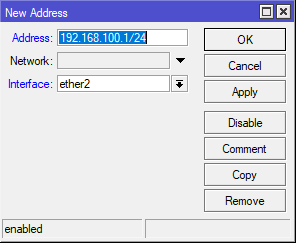 New Address
Address: 192.168.100.1/24
Network:
Interface: ether2
OK
Cancel
Apply
Disable
Comment
Copy
Remove
enabled